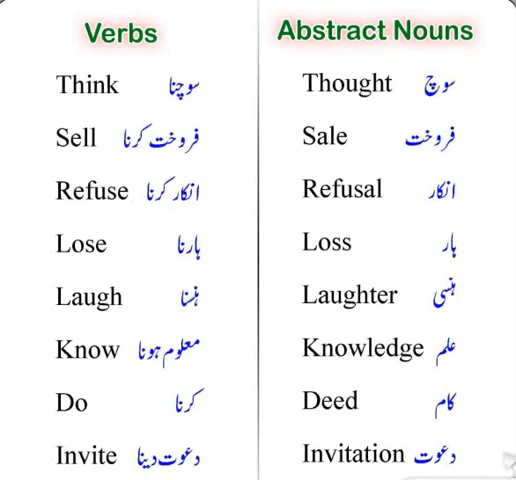 Verbs Abstract Nouns
Think سوچنا Thought سوچ
Sell فروخت کرنا Sale فروخت
Refuse انکار کرنا Refusal انکار
Lose ہارنا Loss ہار
Laugh ہنسنا Laughter ہنسی
Know معلوم ہونا Knowledge علم
Do کرنا Deed کام
Invite دعوت دینا Invitation دعوت